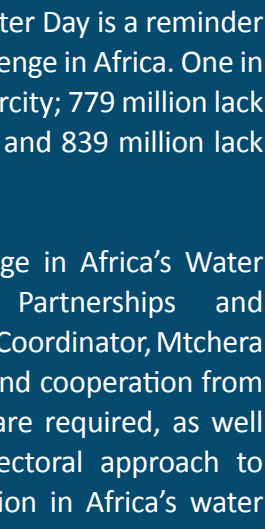 ter Day is a reminder
enge in Africa. One in
rcity; 779 million lack
and 839 million lack
ge in Africa's Water
Partnerships and
Coordinator, Mtchera
nd cooperation from
are required, as well
ectoral approach to
ion in Africa's water